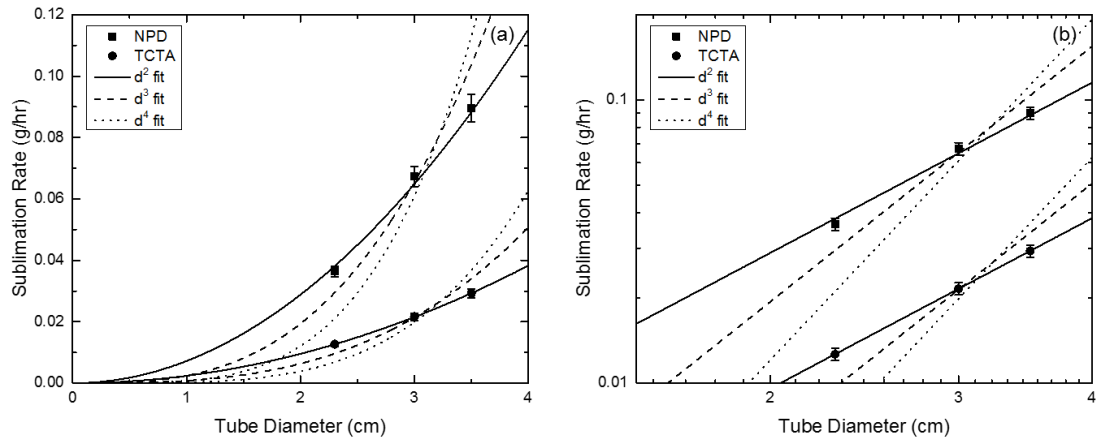 (a)
NPD
TCTA
d² fit
d³ fit
d⁴ fit
Sublimation Rate (g/hr)
0.12
0.10
0.08
0.06
0.04
0.02
0.00
0
1
2
3
4
Tube Diameter (cm)
(b)
NPD
TCTA
d² fit
d³ fit
d⁴ fit
Sublimation Rate (g/hr)
0.1
0.01
2
3
4
Tube Diameter (cm)